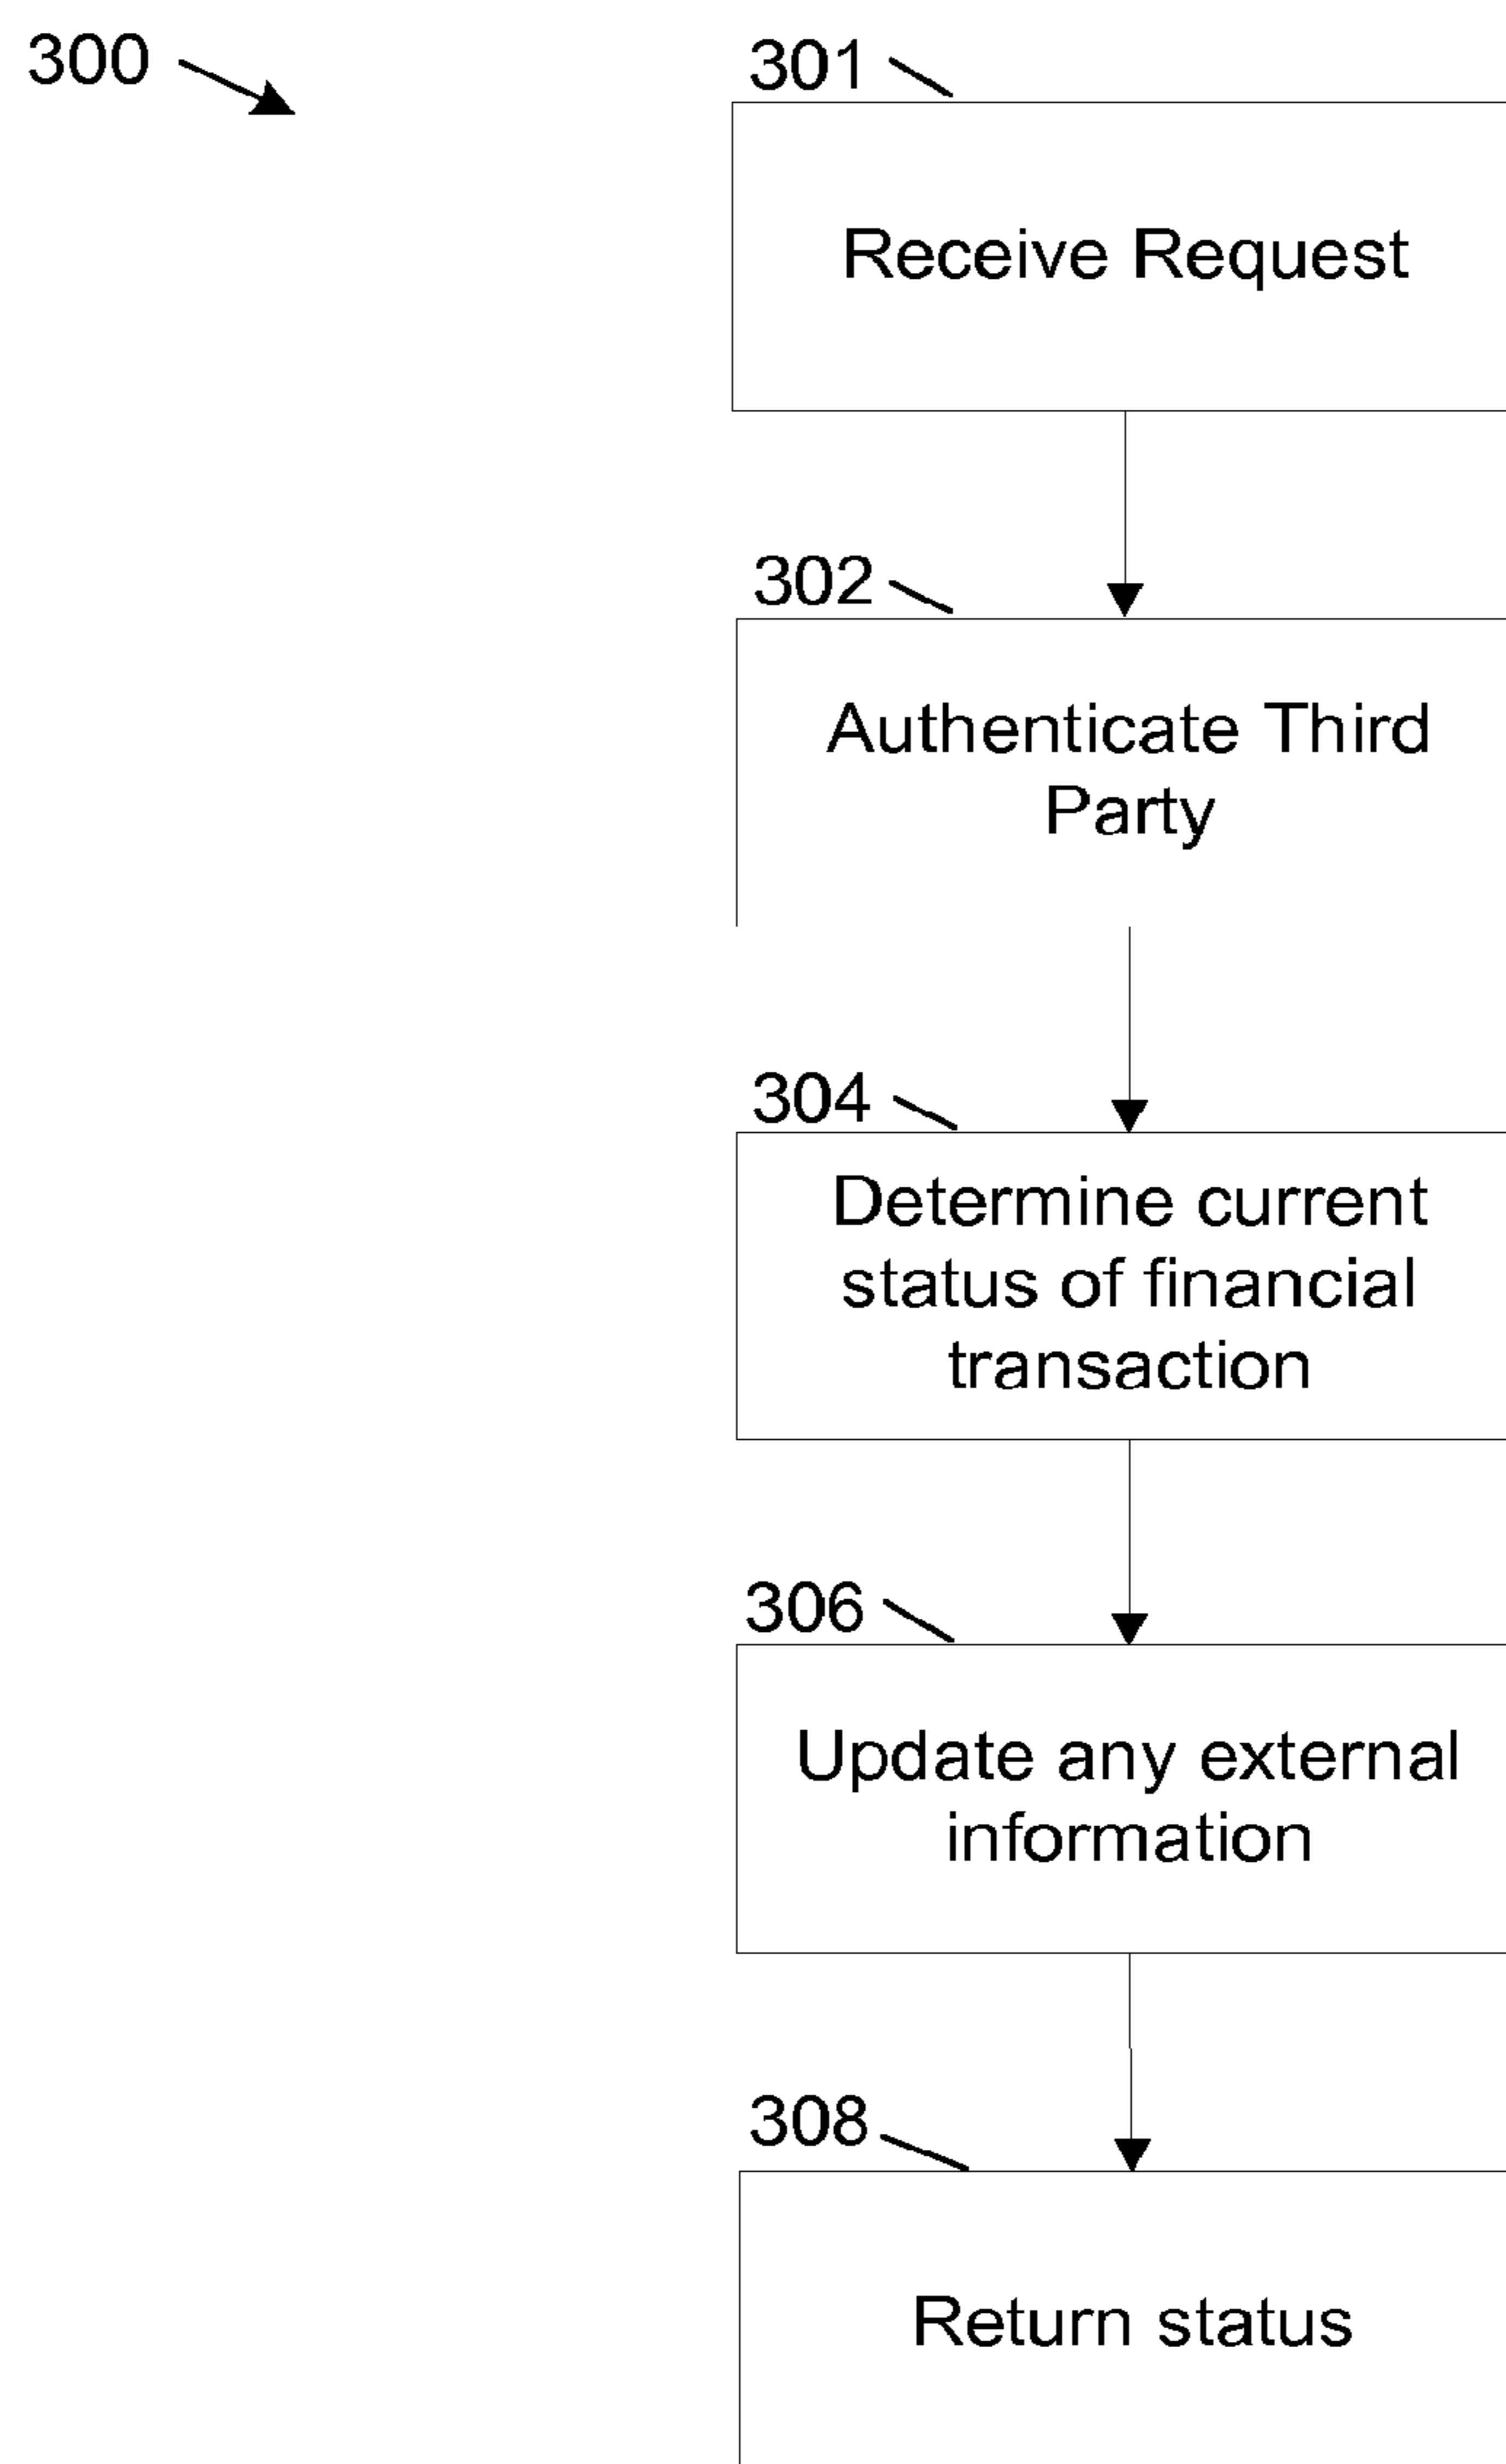 300
301
Receive Request
302
Authenticate Third
Party
304
Determine current
status of financial
transaction
306
Update any external
information
308
Return status